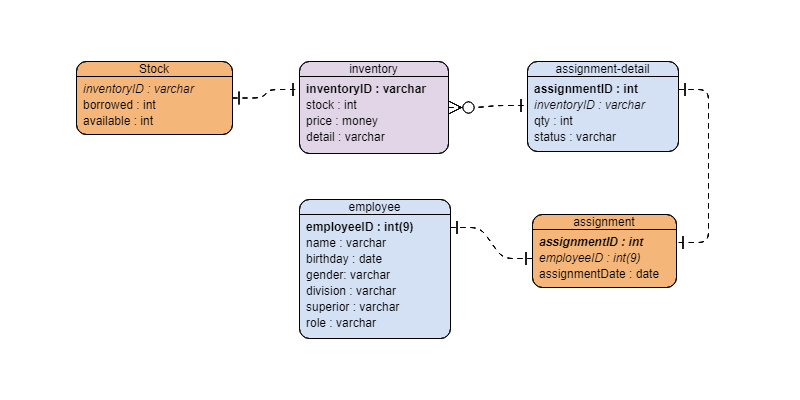 Stock
inventoryID : varchar
borrowed : int
available : int
inventory
inventoryID : varchar
stock : int
price : money
detail : varchar
assignment-detail
assignmentID : int
inventoryID : varchar
qty : int
status : varchar
employee
employeeID : int(9)
name : varchar
birthday : date
gender: varchar
division : varchar
superior : varchar
role : varchar
assignment
assignmentID : int
employeeID : int(9)
assignmentDate : date